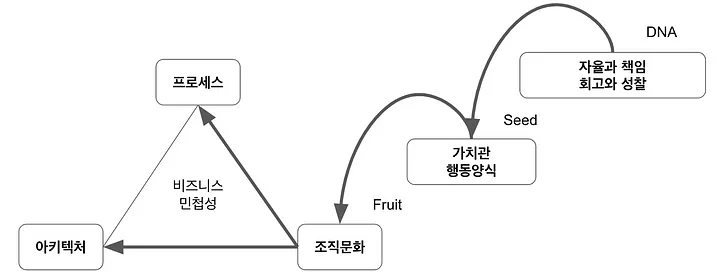 DNA
자율과 책임
회고와 성찰
프로세스
Seed
가치관
행동양식
비즈니스
민첩성
Fruit
아키텍처
조직문화